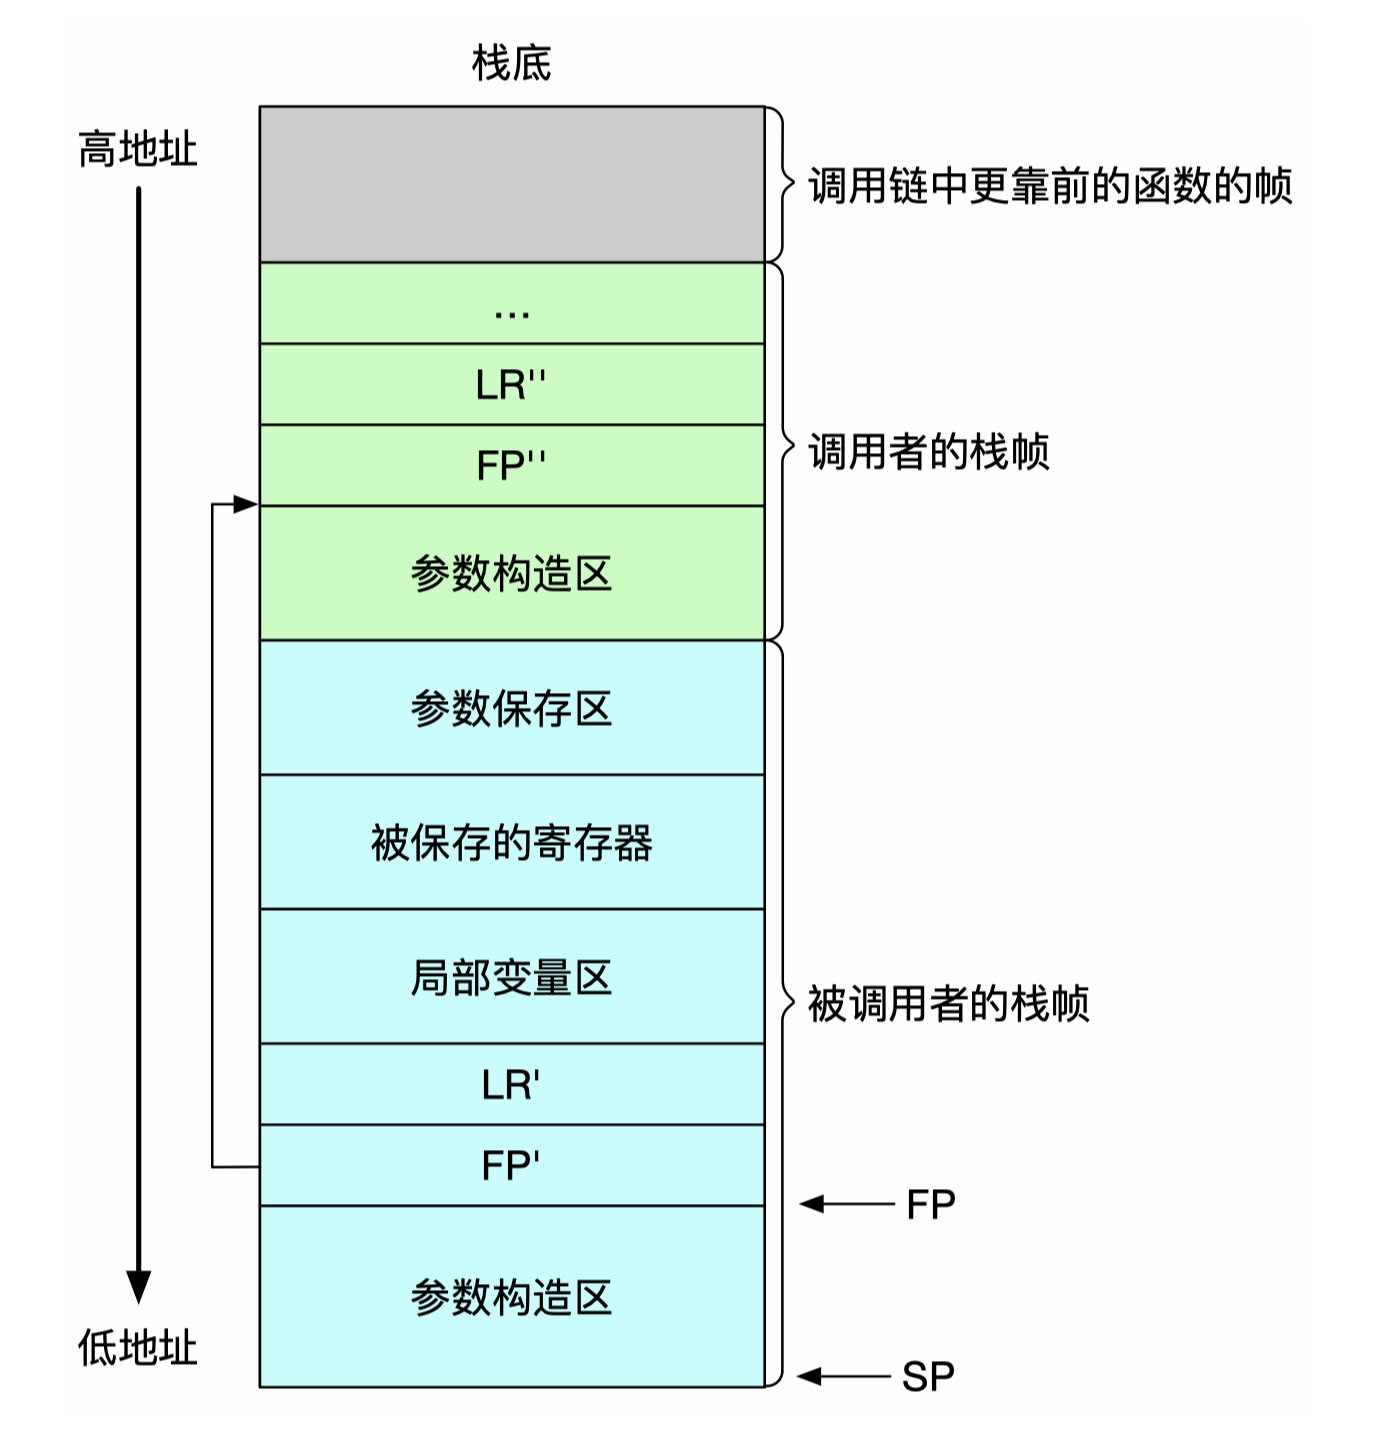 栈底
高地址
调用链中更靠前的函数的帧
...
LR''
FP''
调用者的栈帧
参数构造区
参数保存区
被保存的寄存器
局部变量区
被调用者的栈帧
LR'
FP'
FP
参数构造区
低地址
SP